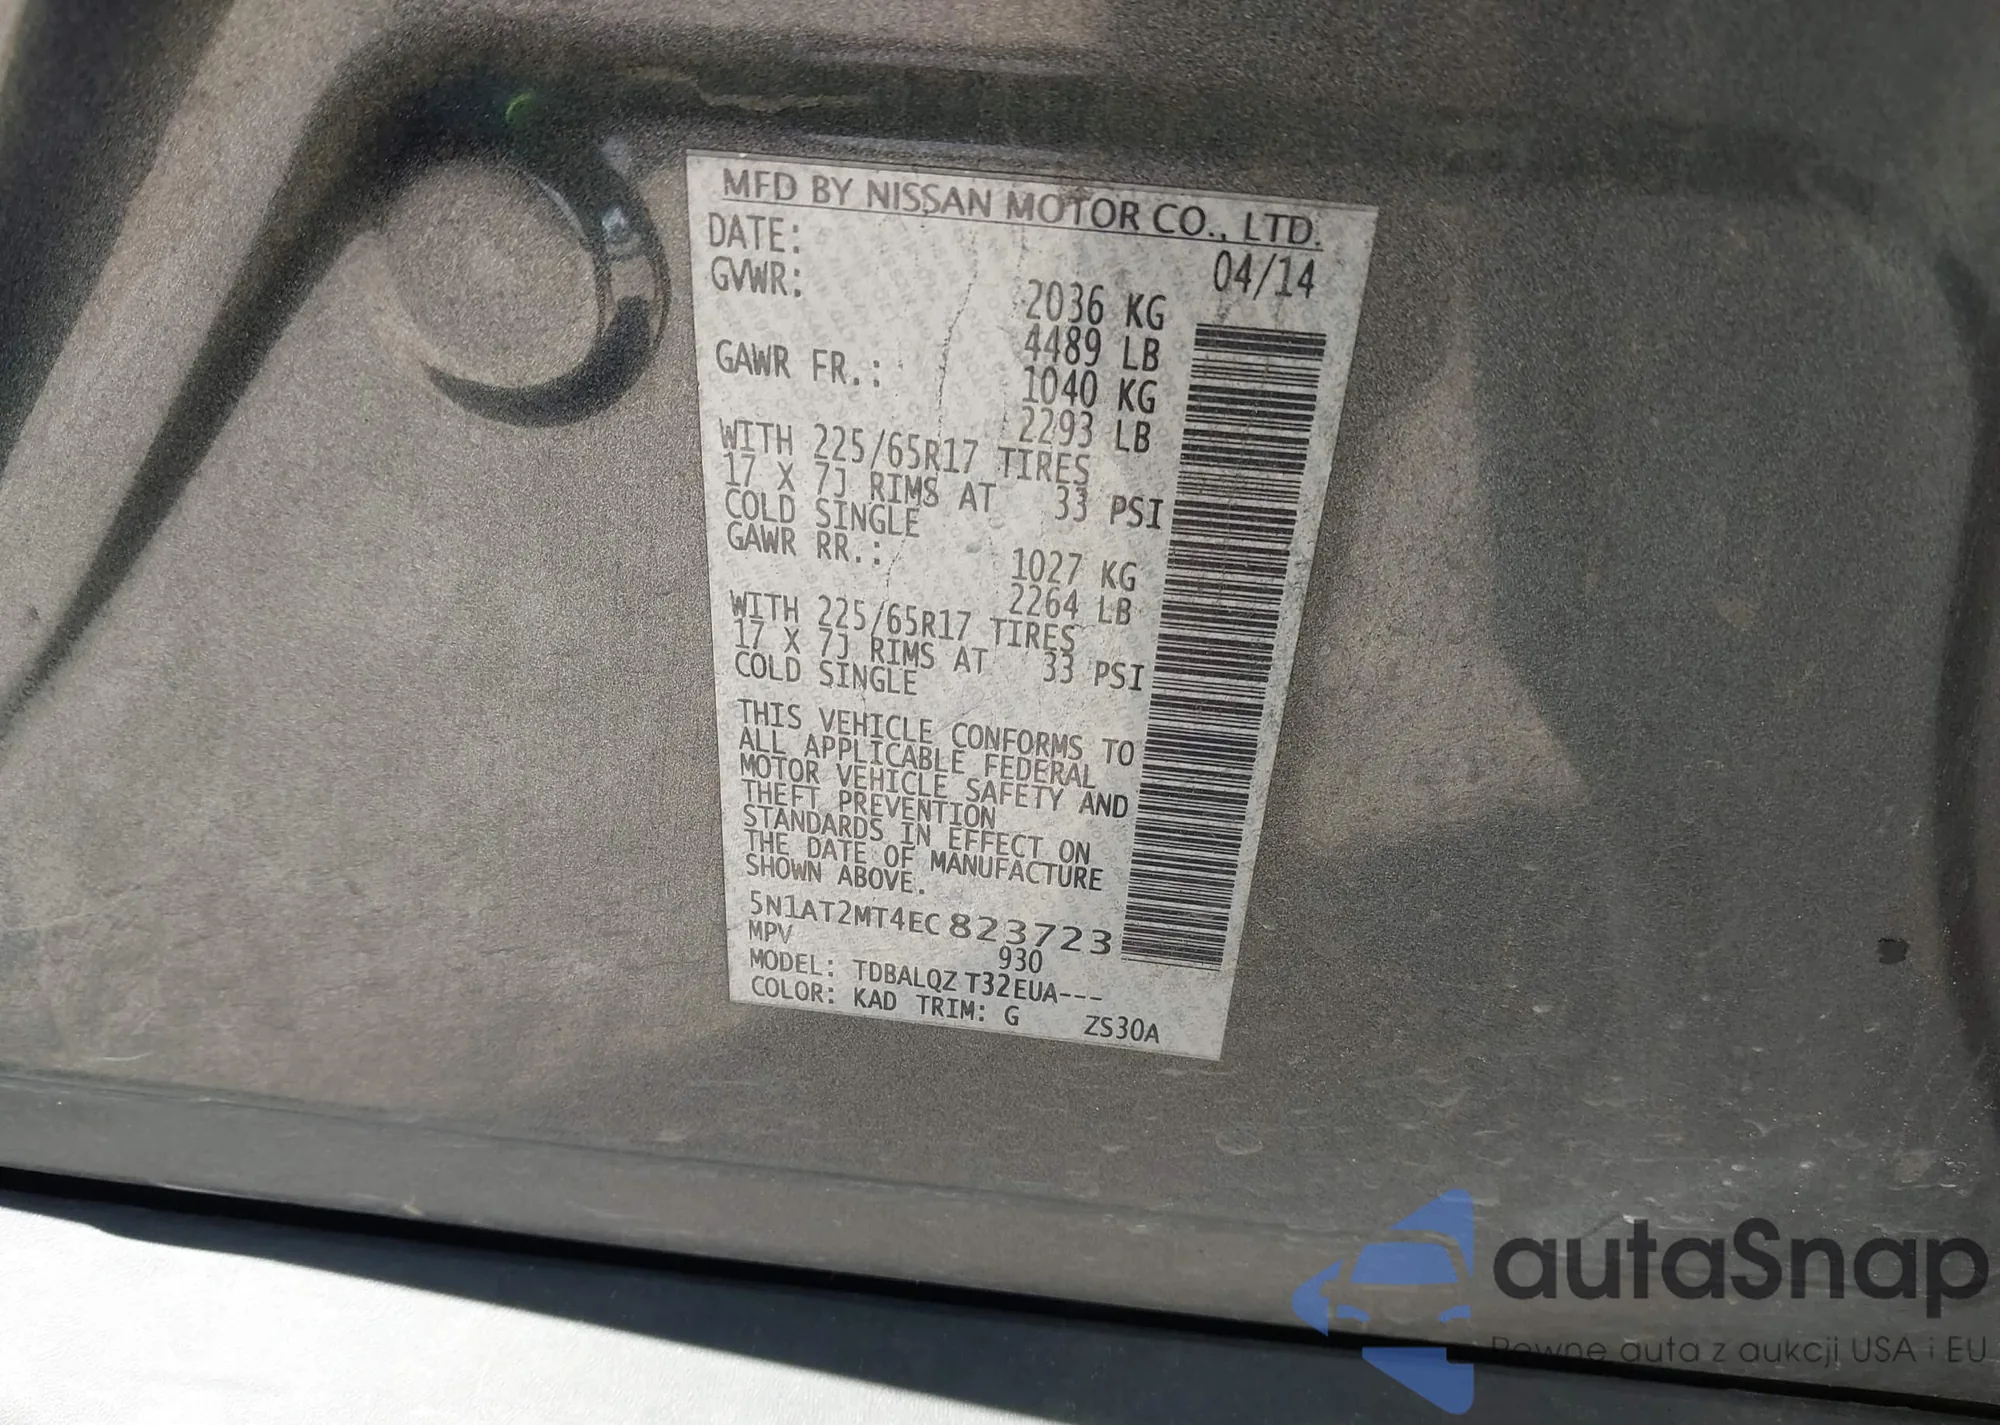 MFD BY NISSAN MOTOR CO., LTD.
DATE: 04/14
GVWR: 2036 KG
4489 LB
GAWR FR.: 1040 KG
2293 LB
WITH 225/65R17 TIRES
17 X 7J RIMS AT 33 PSI
COLD SINGLE
GAWR RR.: 1027 KG
2264 LB
WITH 225/65R17 TIRES
17 X 7J RIMS AT 33 PSI
COLD SINGLE
THIS VEHICLE CONFORMS TO
ALL APPLICABLE FEDERAL
MOTOR VEHICLE SAFETY AND
THEFT PREVENTION
STANDARDS IN EFFECT ON
THE DATE OF MANUFACTURE
SHOWN ABOVE.
5N1AT2MT4EC823723
MPV 930
MODEL: TDBALQZ T32EUA---
COLOR: KAD TRIM: G ZS30A
autaSnap
Pewne auta z aukcji USA i EU